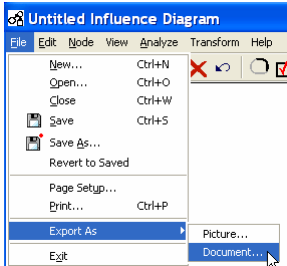 Untitled Influence Diagram
File Edit Node View Analyze Transform Help
New... Ctrl+N
Open... Ctrl+O
Close Ctrl+W
Save Ctrl+S
Save As...
Revert to Saved
Page Setup...
Print... Ctrl+P
Export As
Picture...
Document...
Exit